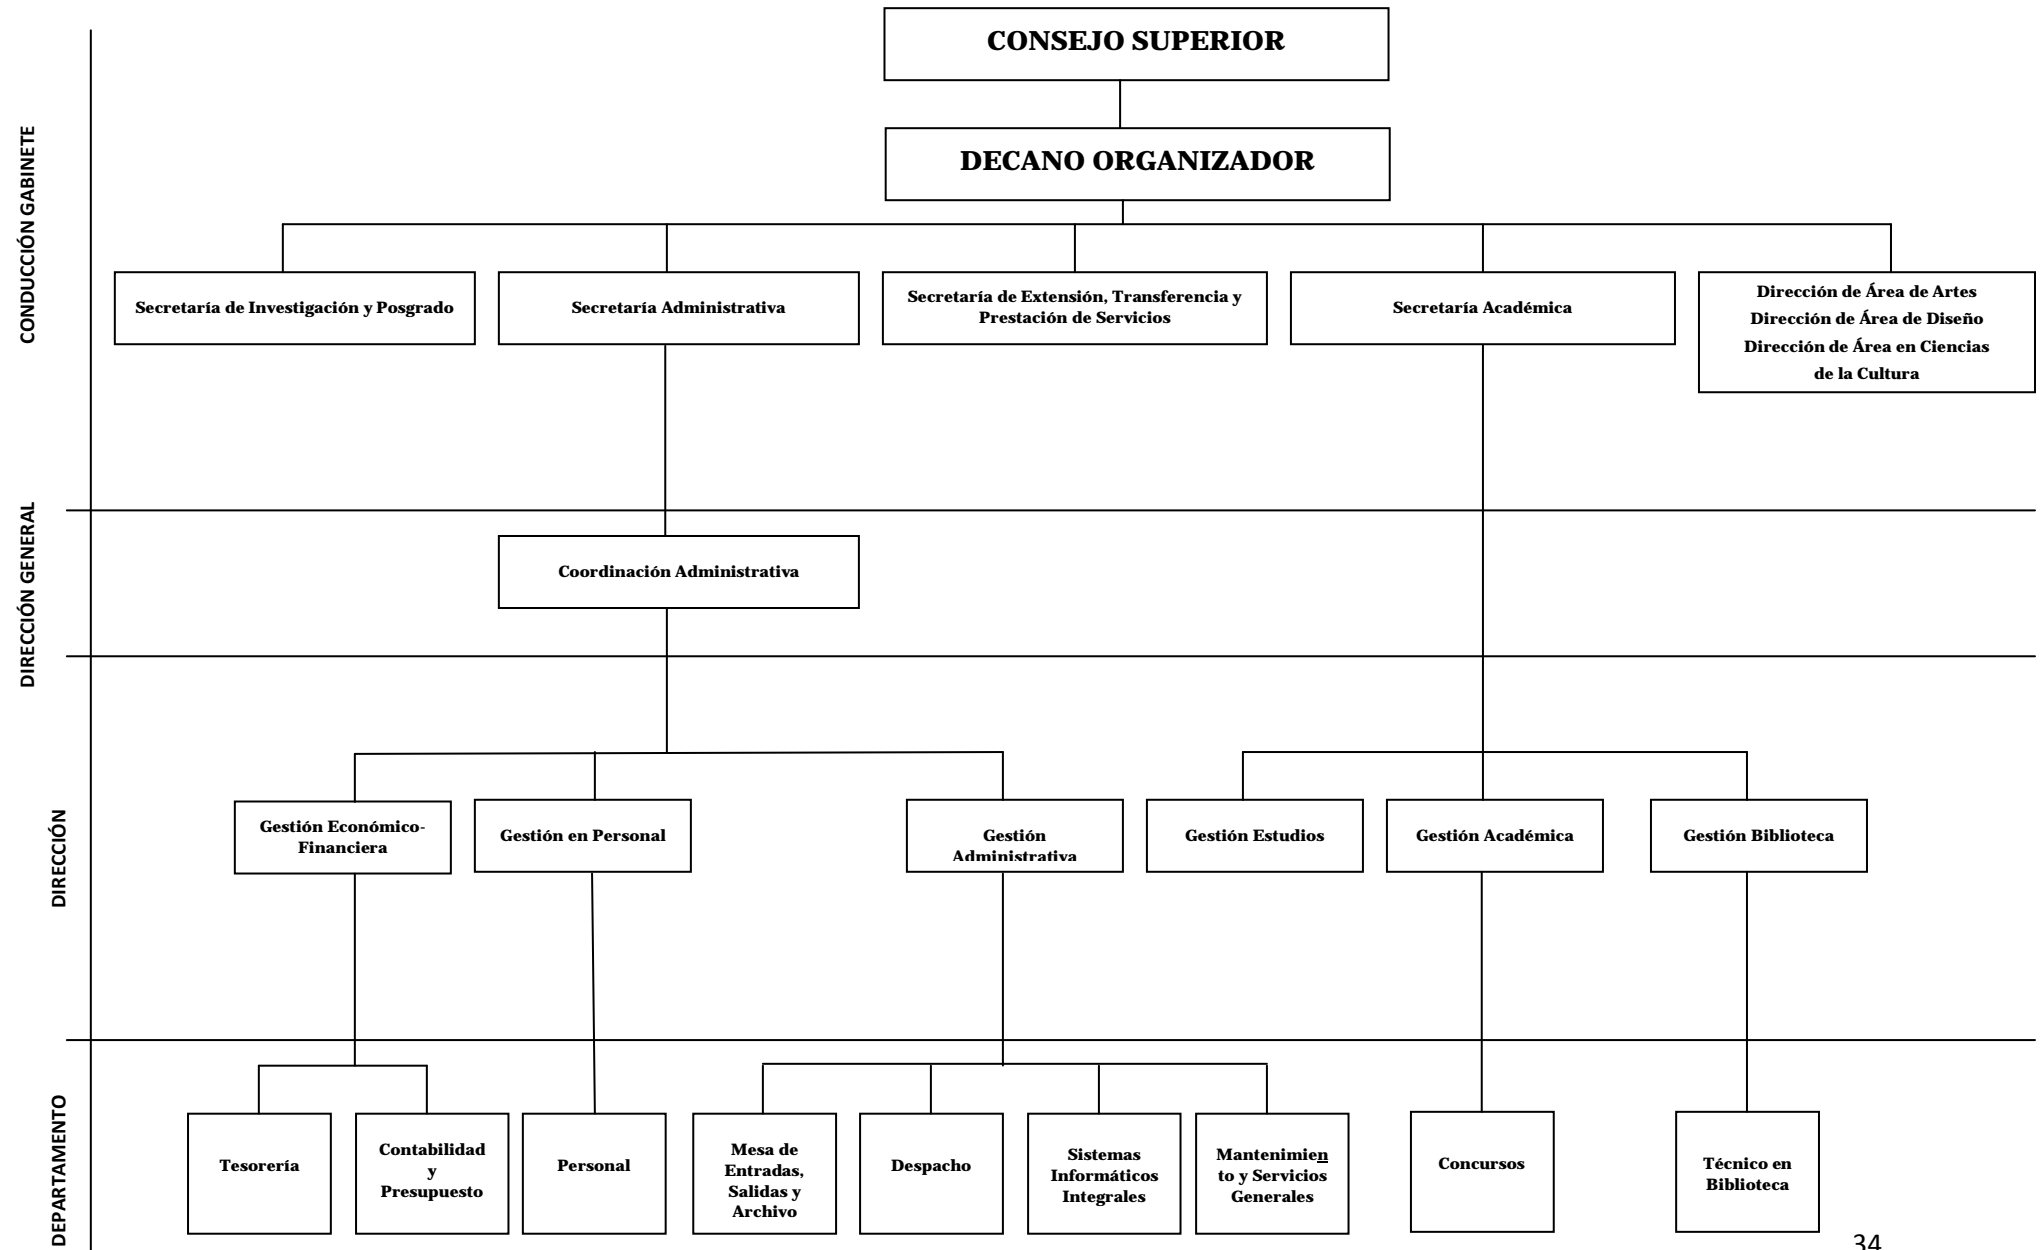 CONSEJO SUPERIOR
DECANO ORGANIZADOR
CONDUCCIÓN GABINETE
Secretaría de Investigación y Posgrado
Secretaría Administrativa
Secretaría de Extensión, Transferencia y
Prestación de Servicios
Secretaría Académica
Dirección de Área de Artes
Dirección de Área de Diseño
Dirección de Área en Ciencias
de la Cultura
DIRECCIÓN GENERAL
Coordinación Administrativa
DIRECCIÓN
Gestión Económico-
Financiera
Gestión en Personal
Gestión
Administrativa
Gestión Estudios
Gestión Académica
Gestión Biblioteca
DEPARTAMENTO
Tesorería
Contabilidad
y
Presupuesto
Personal
Mesa de
Entradas,
Salidas y
Archivo
Despacho
Sistemas
Informáticos
Integrales
Mantenimien
to y Servicios
Generales
Concursos
Técnico en
Biblioteca
34